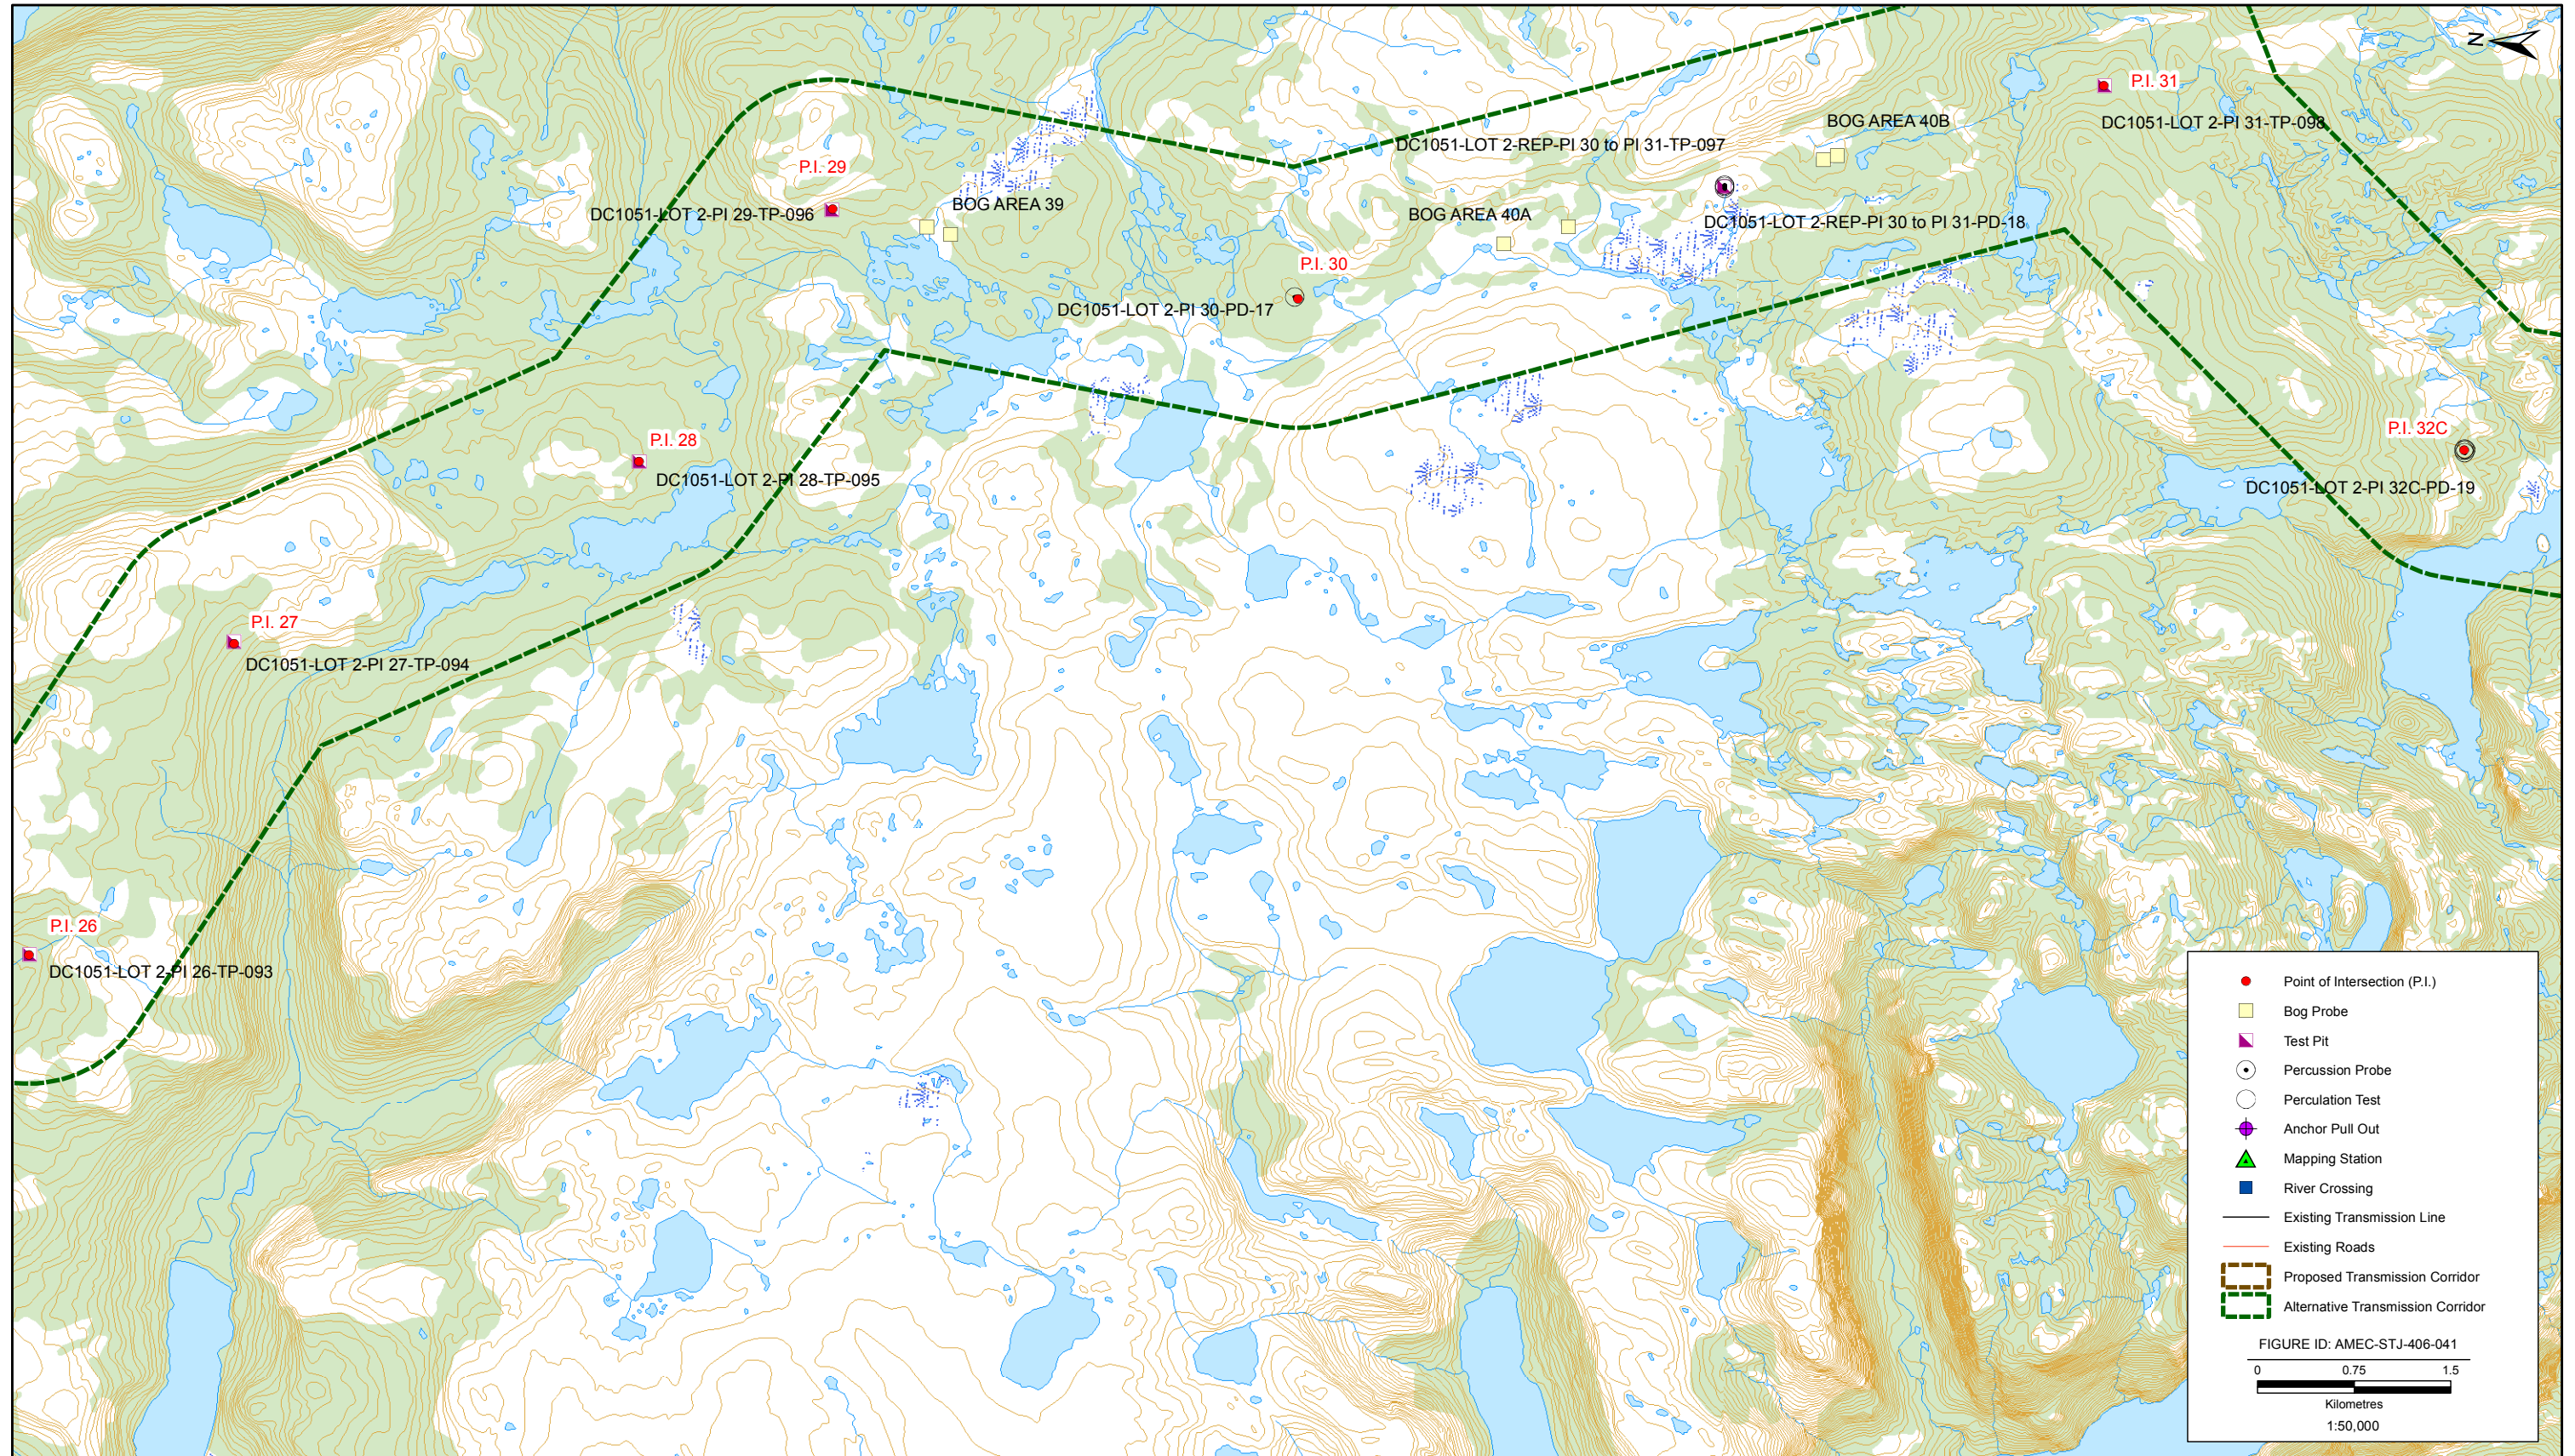 N
P.I. 31
DC1051-LOT 2-PI 31-TP-098
BOG AREA 40B
DC1051-LOT 2-REP-PI 30 to PI 31-TP-097
P.I. 29
DC1051-LOT 2-PI 29-TP-096
BOG AREA 39
BOG AREA 40A
DC1051-LOT 2-REP-PI 30 to PI 31-PD-18
P.I. 30
DC1051-LOT 2-PI 30-PD-17
P.I. 28
DC1051-LOT 2-PI 28-TP-095
P.I. 32C
DC1051-LOT 2-PI 32C-PD-19
P.I. 27
DC1051-LOT 2-PI 27-TP-094
P.I. 26
DC1051-LOT 2-PI 26-TP-093
Point of Intersection (P.I.)
Bog Probe
Test Pit
Percussion Probe
Perculation Test
Anchor Pull Out
Mapping Station
River Crossing
Existing Transmission Line
Existing Roads
Proposed Transmission Corridor
Alternative Transmission Corridor
FIGURE ID: AMEC-STJ-406-041
0 0.75 1.5
Kilometres
1:50,000